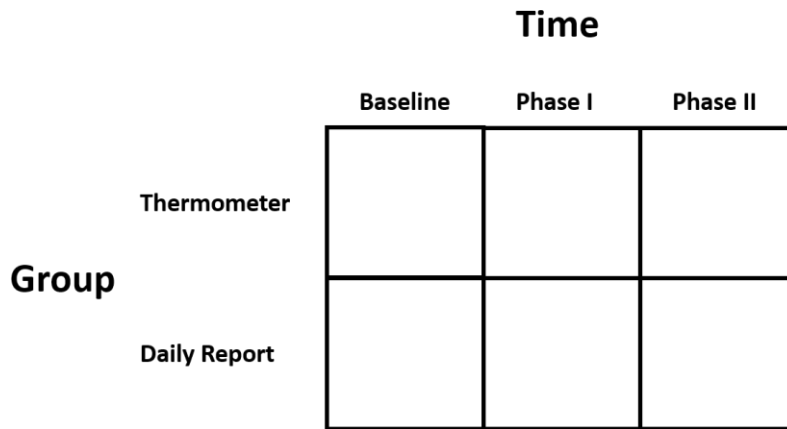 Time
Baseline Phase I Phase II
Thermometer
Group
Daily Report